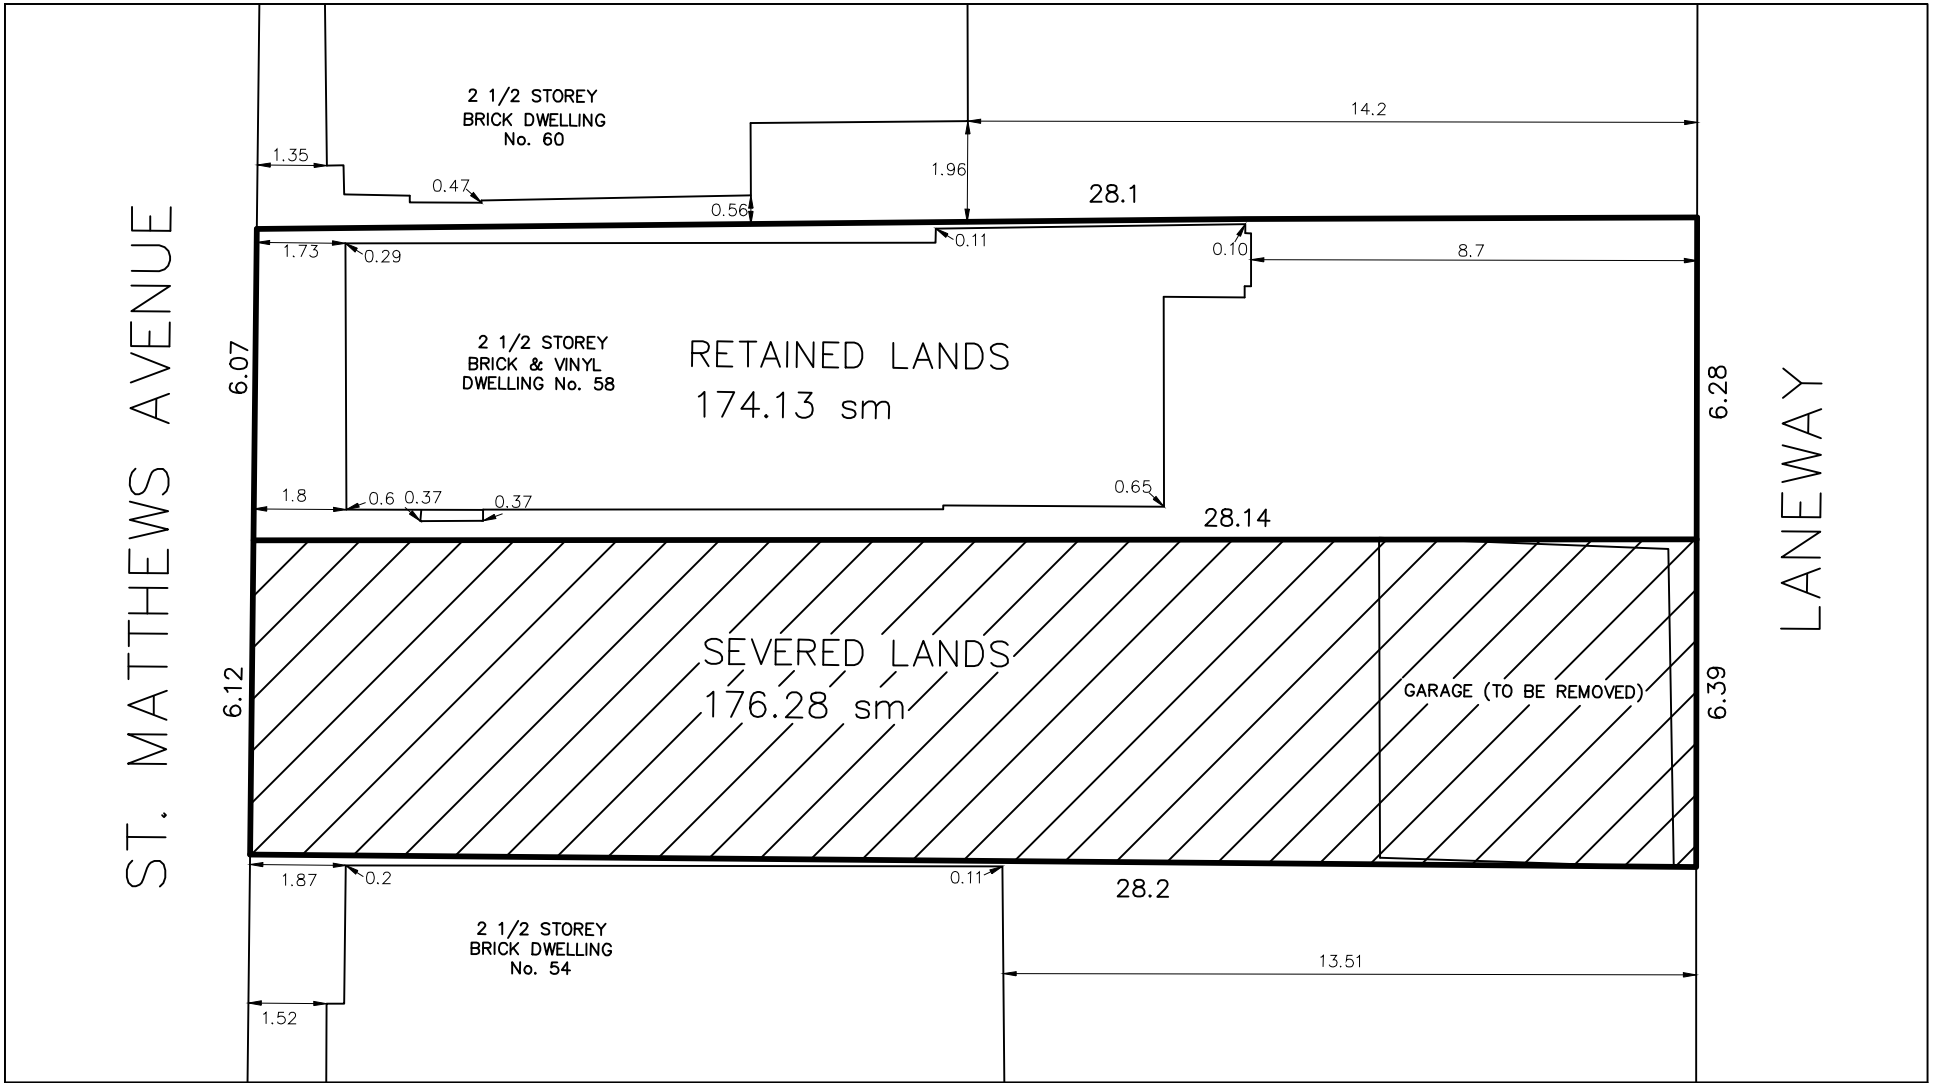 2 1/2 STOREY
BRICK DWELLING
No. 60
14.2
1.35
1.96
0.47
28.1
0.56
1.73
0.29
0.11
0.10
8.7
ST. MATTHEWS AVENUE
6.07
2 1/2 STOREY
BRICK & VINYL
DWELLING No. 58
RETAINED LANDS
174.13 sm
6.28
LANEWAY
1.8
0.6
0.37
0.37
0.65
28.14
6.12
SEVERED LANDS
176.28 sm
GARAGE (TO BE REMOVED)
6.39
1.87
0.2
0.11
28.2
2 1/2 STOREY
BRICK DWELLING
No. 54
13.51
1.52